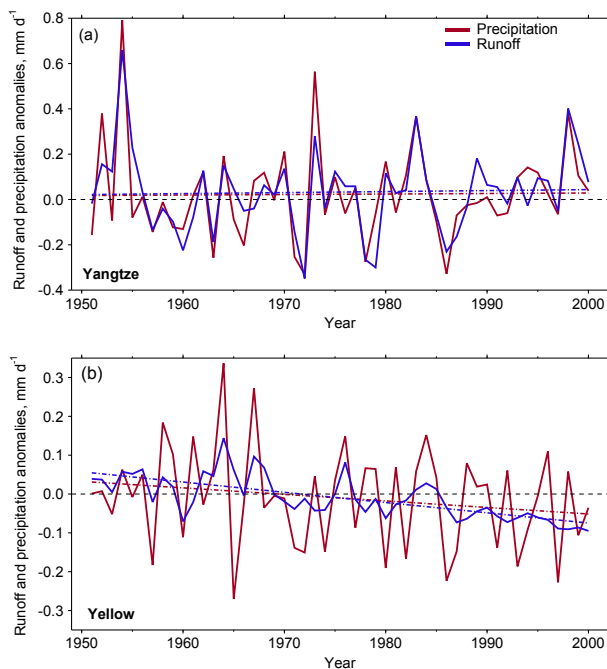 (a)
Precipitation
Runoff
Runoff and precipitation anomalies, mm d⁻¹
0.8
0.6
0.4
0.2
0.0
-0.2
-0.4
Yangtze
1950 1960 1970 1980 1990 2000
Year
(b)
Runoff and precipitation anomalies, mm d⁻¹
0.3
0.2
0.1
0.0
-0.1
-0.2
-0.3
Yellow
1950 1960 1970 1980 1990 2000
Year